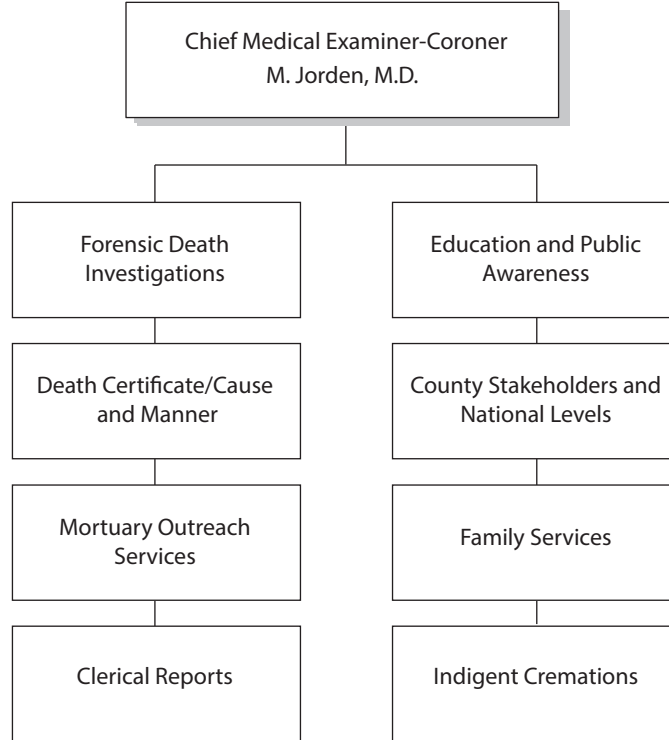 Chief Medical Examiner-Coroner
M. Jorden, M.D.
Forensic Death
Investigations
Education and Public
Awareness
Death Certificate/Cause
and Manner
County Stakeholders and
National Levels
Mortuary Outreach
Services
Family Services
Clerical Reports
Indigent Cremations